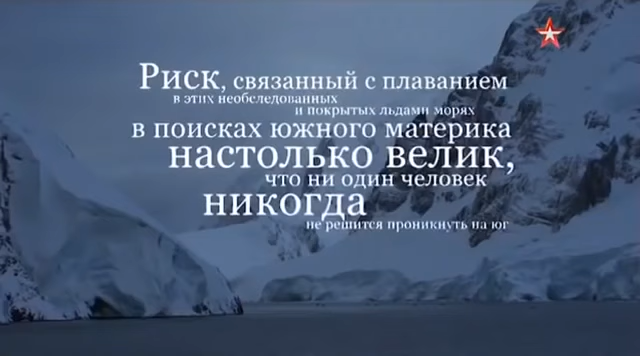 Риск, связанный с плаванием
в этих необследованных
и покрытых льдами морях
в поисках южного материка
настолько велик,
что ни один человек
никогда
не решится проникнуть на юг